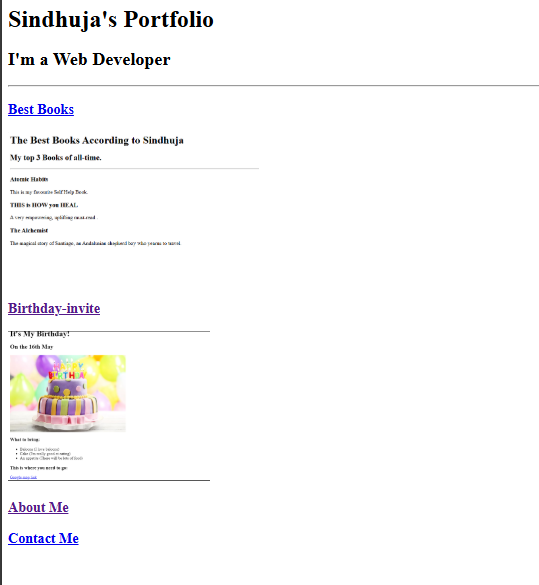 Sindhuja's Portfolio
I'm a Web Developer
Best Books
The Best Books According to Sindhuja
My top 3 Books of all-time.
Atomic Habits
This is my favourite Self Help Book.
THIS is HOW you HEAL
A very empowering, uplifting must-read .
The Alchemist
The magical story of Santiago, an Andalusian shepherd boy who yearns to travel
Birthday-invite
It's My Birthday!
On the 16th May
What to bring:
This is where you need to go:
Google map link
About Me
Contact Me